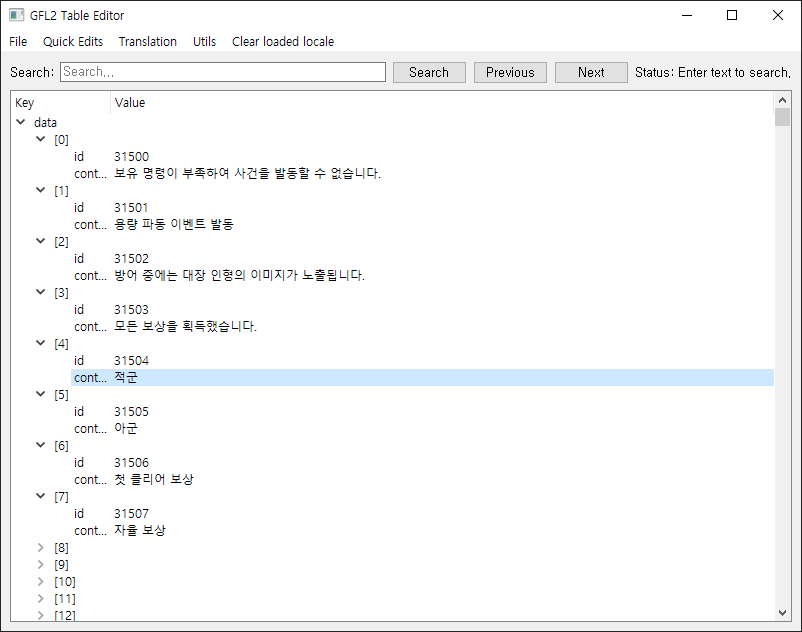 GFL2 Table Editor
File Quick Edits Translation Utils Clear loaded locale
Search: Search... Search Previous Next Status: Enter text to search.
Key Value
data
[0]
id 31500
cont... 보유 명령이 부족하여 사건을 발동할 수 없습니다.
[1]
id 31501
cont... 용량 파동 이벤트 발동
[2]
id 31502
cont... 방어 중에는 대장 인형의 이미지가 노출됩니다.
[3]
id 31503
cont... 모든 보상을 획득했습니다.
[4]
id 31504
cont... 적군
[5]
id 31505
cont... 아군
[6]
id 31506
cont... 첫 클리어 보상
[7]
id 31507
cont... 자율 보상
[8]
[9]
[10]
[11]
[12]